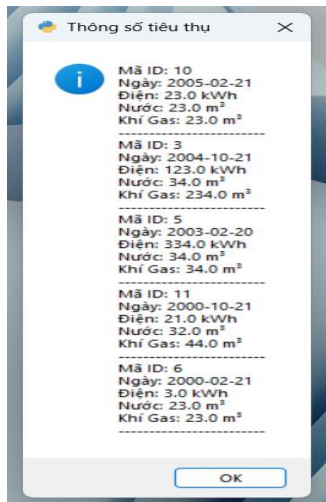 Thông số tiêu thụ
Mã ID: 10
Ngày: 2005-02-21
Điện: 23.0 kWh
Nước: 23.0 m³
Khí Gas: 23.0 m³
------------------------
Mã ID: 3
Ngày: 2004-10-21
Điện: 123.0 kWh
Nước: 34.0 m³
Khí Gas: 234.0 m³
------------------------
Mã ID: 5
Ngày: 2003-02-20
Điện: 334.0 kWh
Nước: 34.0 m³
Khí Gas: 34.0 m³
------------------------
Mã ID: 11
Ngày: 2000-10-21
Điện: 21.0 kWh
Nước: 32.0 m³
Khí Gas: 44.0 m³
------------------------
Mã ID: 6
Ngày: 2000-02-21
Điện: 3.0 kWh
Nước: 23.0 m³
Khí Gas: 23.0 m³
------------------------
OK